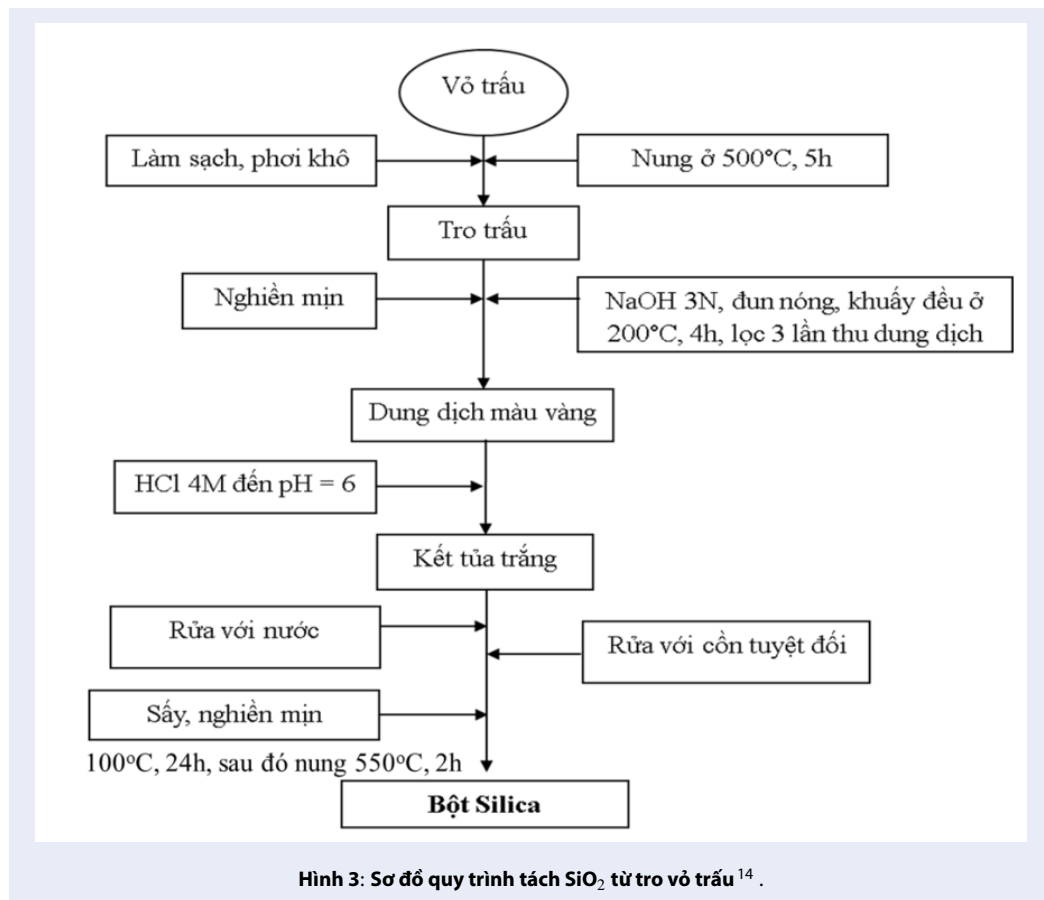 Vỏ trấu
Làm sạch, phơi khô
Nung ở 500°C, 5h
Tro trấu
Nghiền mịn
NaOH 3N, đun nóng, khuấy đều ở
200°C, 4h, lọc 3 lần thu dung dịch
Dung dịch màu vàng
HCl 4M đến pH = 6
Kết tủa trắng
Rửa với nước
Rửa với cồn tuyệt đối
Sấy, nghiền mịn
100°C, 24h, sau đó nung 550°C, 2h
Bột Silica
Hình 3: Sơ đồ quy trình tách SiO₂ từ tro vỏ trấu¹⁴ .